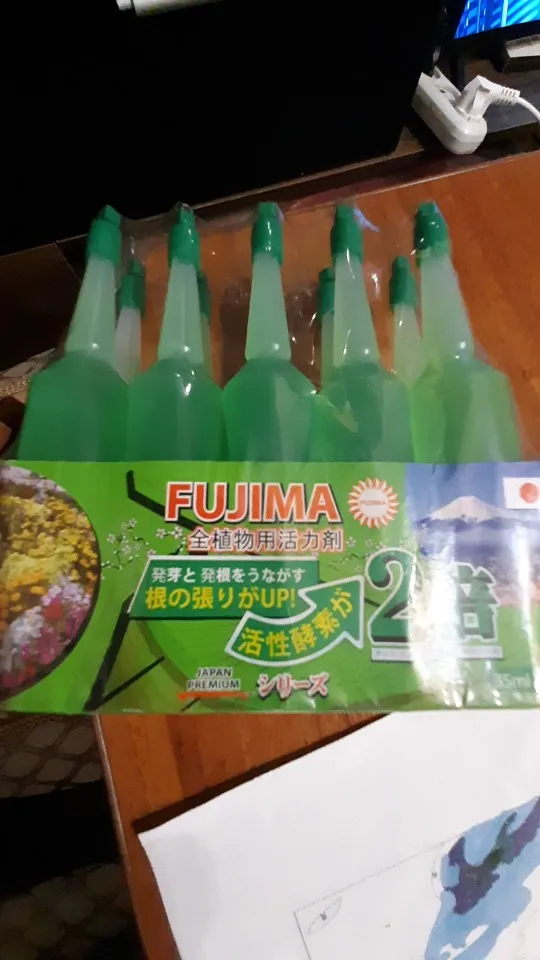 FUJIMA
FUJIMA
全植物用活力剤
発芽と 発根をうながす
根の張りがUP!
活性酵素が
2倍
JAPAN
PREMIUM
シリーズ
35ml